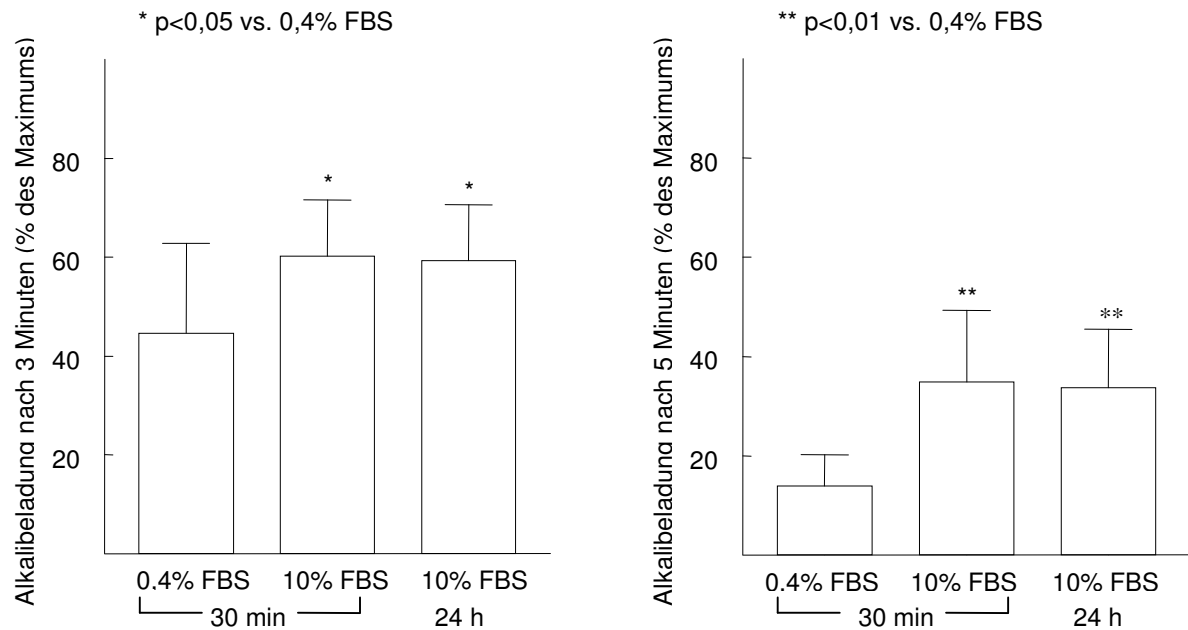 * p<0,05 vs. 0,4% FBS
Alkalibeladung nach 3 Minuten (% des Maximums)
80
*
*
60
40
20
0,4% FBS 10% FBS 10% FBS
30 min 24 h
** p<0,01 vs. 0,4% FBS
Alkalibeladung nach 5 Minuten (% des Maximums)
80
60
**
**
40
20
0,4% FBS 10% FBS 10% FBS
30 min 24 h